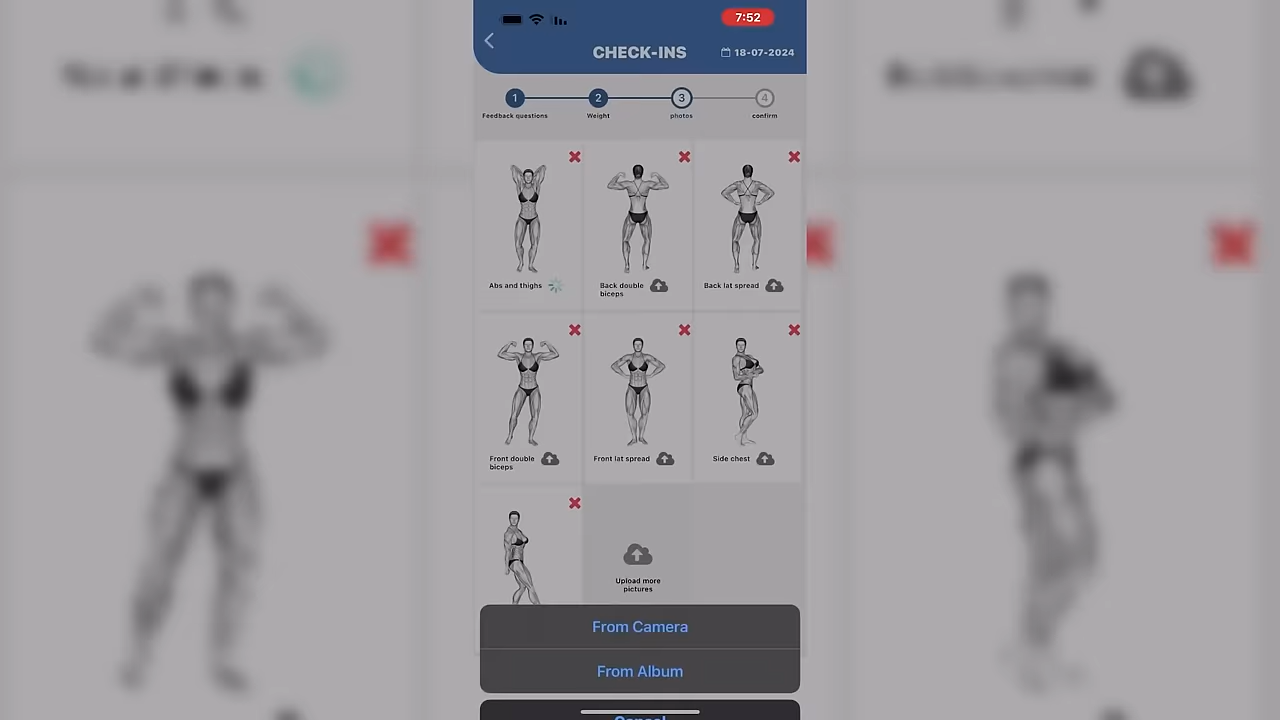 7:52
CHECK-INS
18-07-2024
1
2
3
4
Feedback questions
Weight
photos
confirm
Abs and thighs
Back double
biceps
Back lat spread
Front double
biceps
Front lat spread
Side chest
Upload more
pictures
From Camera
From Album
Cancel